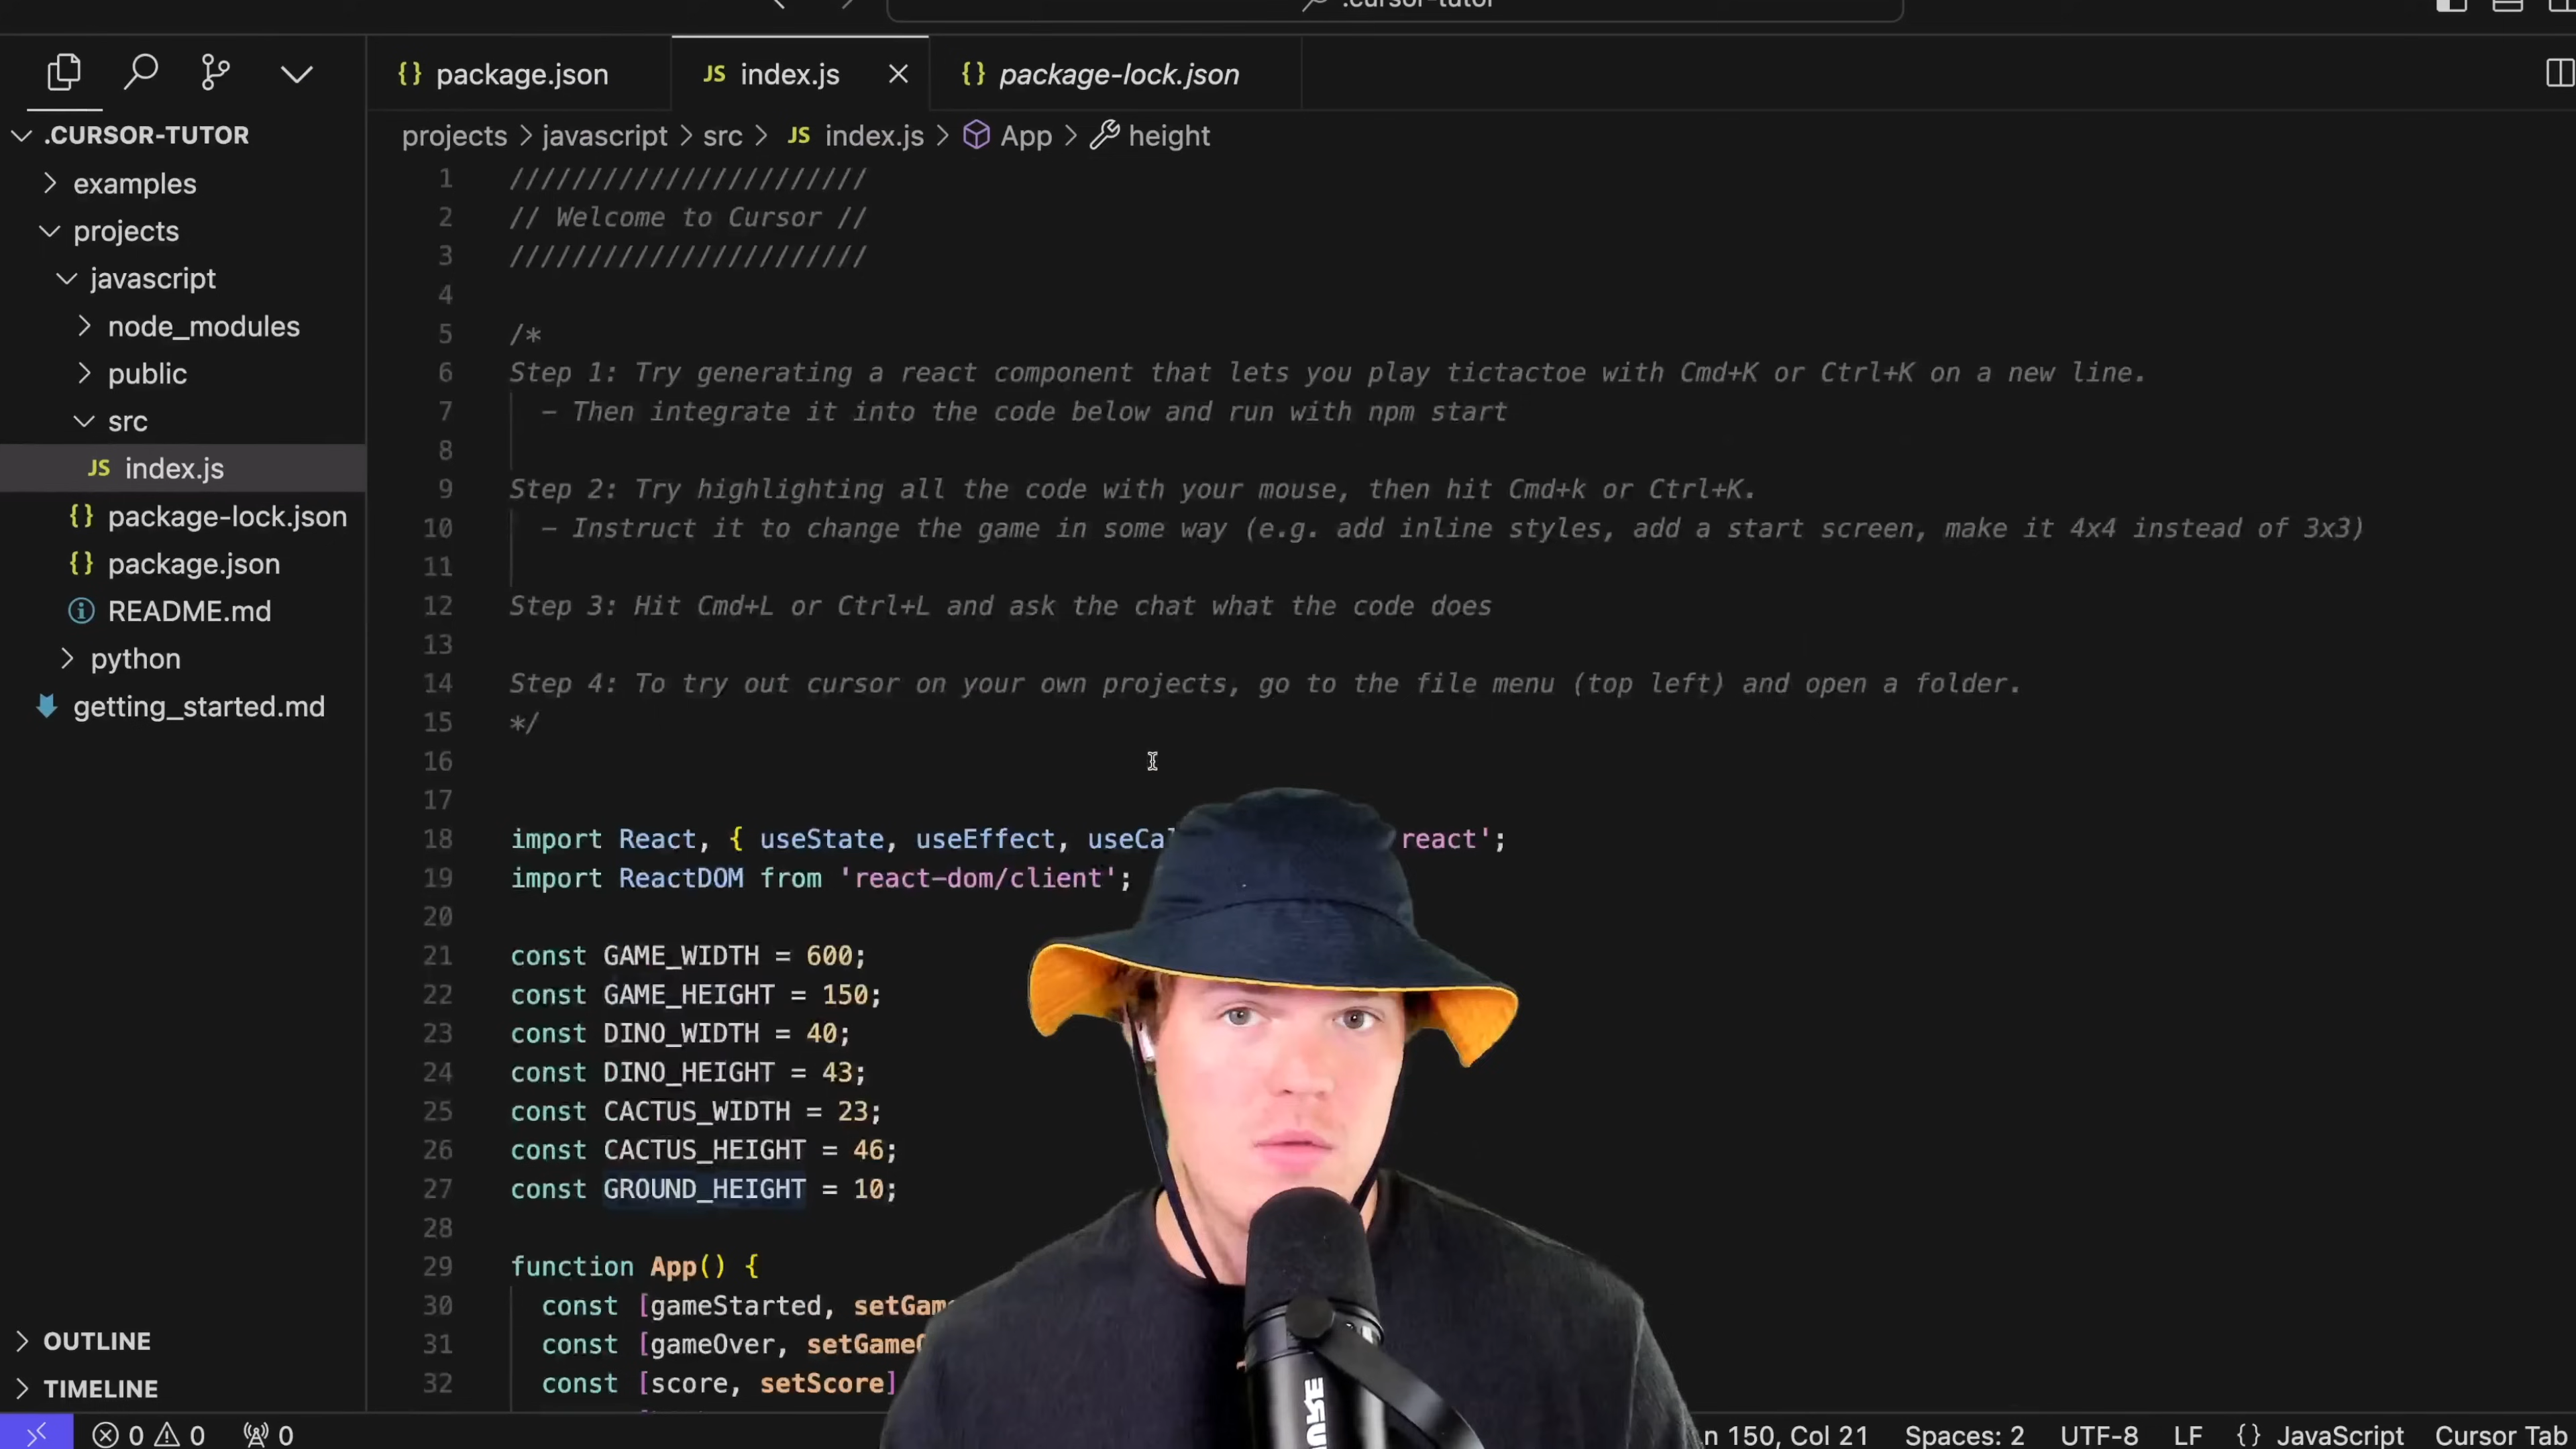 .cursor-tutor
package.json
index.js
package-lock.json
.CURSOR-TUTOR
projects > javascript > src > JS index.js > App > height
examples
projects
javascript
node_modules
public
src
JS index.js
{} package-lock.json
{} package.json
README.md
python
getting_started.md
OUTLINE
TIMELINE
1 ///////////////////////
2 // Welcome to Cursor //
3 ///////////////////////
4
5 /*
6 Step 1: Try generating a react component that lets you play tictactoe with Cmd+K or Ctrl+K on a new line.
7 - Then integrate it into the code below and run with npm start
8
9 Step 2: Try highlighting all the code with your mouse, then hit Cmd+k or Ctrl+K.
10 - Instruct it to change the game in some way (e.g. add inline styles, add a start screen, make it 4x4 instead of 3x3)
11
12 Step 3: Hit Cmd+L or Ctrl+L and ask the chat what the code does
13
14 Step 4: To try out cursor on your own projects, go to the file menu (top left) and open a folder.
15 */
16
17
18 import React, { useState, useEffect, useCa react';
19 import ReactDOM from 'react-dom/client';
20
21 const GAME_WIDTH = 600;
22 const GAME_HEIGHT = 150;
23 const DINO_WIDTH = 40;
24 const DINO_HEIGHT = 43;
25 const CACTUS_WIDTH = 23;
26 const CACTUS_HEIGHT = 46;
27 const GROUND_HEIGHT = 10;
28
29 function App() {
30 const [gameStarted, setGam
31 const [gameOver, setGame
32 const [score, setScore]
0 0 0
n 150, Col 21 Spaces: 2 UTF-8 LF {} JavaScript Cursor Tab